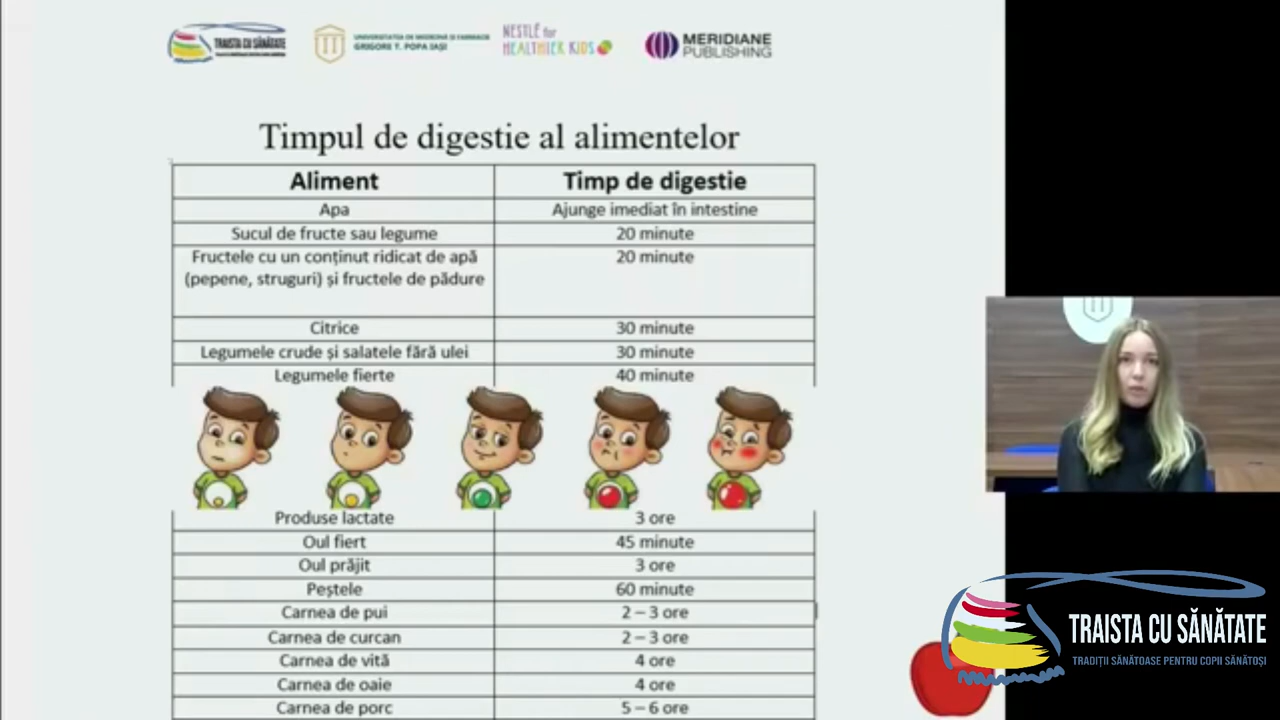 TRAISTA CU SĂNĂTATE
UNIVERSITATEA DE MEDICINĂ ȘI FARMACIE
GRIGORE T. POPA IAȘI
NESTLÉ for
HEALTHIER KIDS
MERIDIANE
PUBLISHING
Timpul de digestie al alimentelor
Aliment Timp de digestie
Apa Ajunge imediat în intestine
Sucul de fructe sau legume 20 minute
Fructele cu un conținut ridicat de apă 20 minute
(pepene, struguri) și fructele de pădure
Citrice 30 minute
Legumele crude și salatele fără ulei 30 minute
Legumele fierte 40 minute
Produse lactate 3 ore
Oul fiert 45 minute
Oul prăjit 3 ore
Peștele 60 minute
Carnea de pui 2 – 3 ore
Carnea de curcan 2 – 3 ore
Carnea de vită 4 ore
Carnea de oaie 4 ore
Carnea de porc 5 – 6 ore
TRAISTA CU SĂNĂTATE
TRADIȚII SĂNĂTOASE PENTRU COPII SĂNĂTOȘI